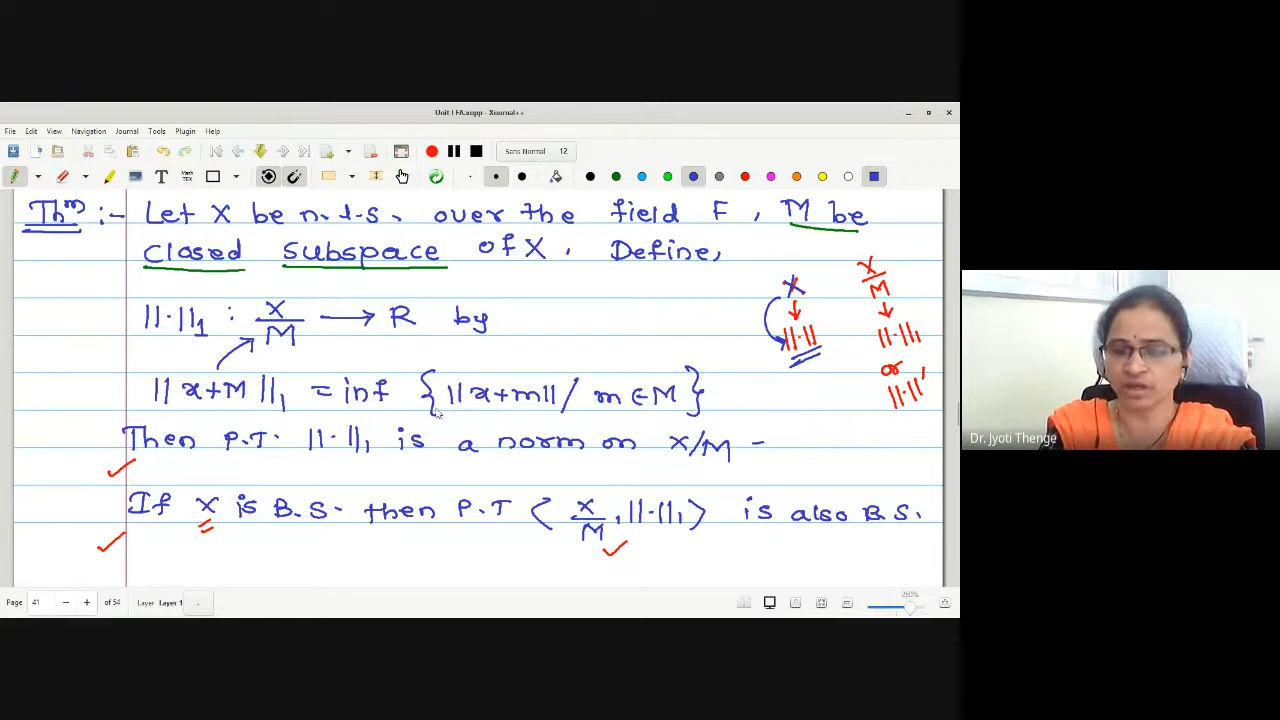 Unit I FA.xopp - Xournal++
File Edit View Navigation Journal Tools Plugin Help
Sans Normal 12
Thm :- Let X be n.l.s. over the field F, M be
closed subspace of X. Define,
||·||₁ : X/M → R by
||x+M||₁ = inf {||x+m|| / m ∈ M}
X
||·||
X/M
||·||₁
or
||·||'
Then P.T. ||·||₁ is a norm on X/M -
If X is B.S. then P.T ⟨X/M, ||·||₁⟩ is also B.S.
Dr. Jyoti Thenge
Page 41 of 54 Layer Layer 1
260%